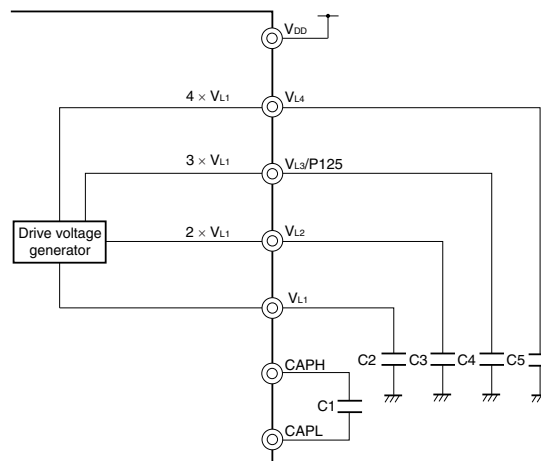 VDD
4 × VL1
VL4
3 × VL1
VL3/P125
Drive voltage
generator
2 × VL1
VL2
VL1
C2
C3
C4
C5
CAPH
C1
CAPL